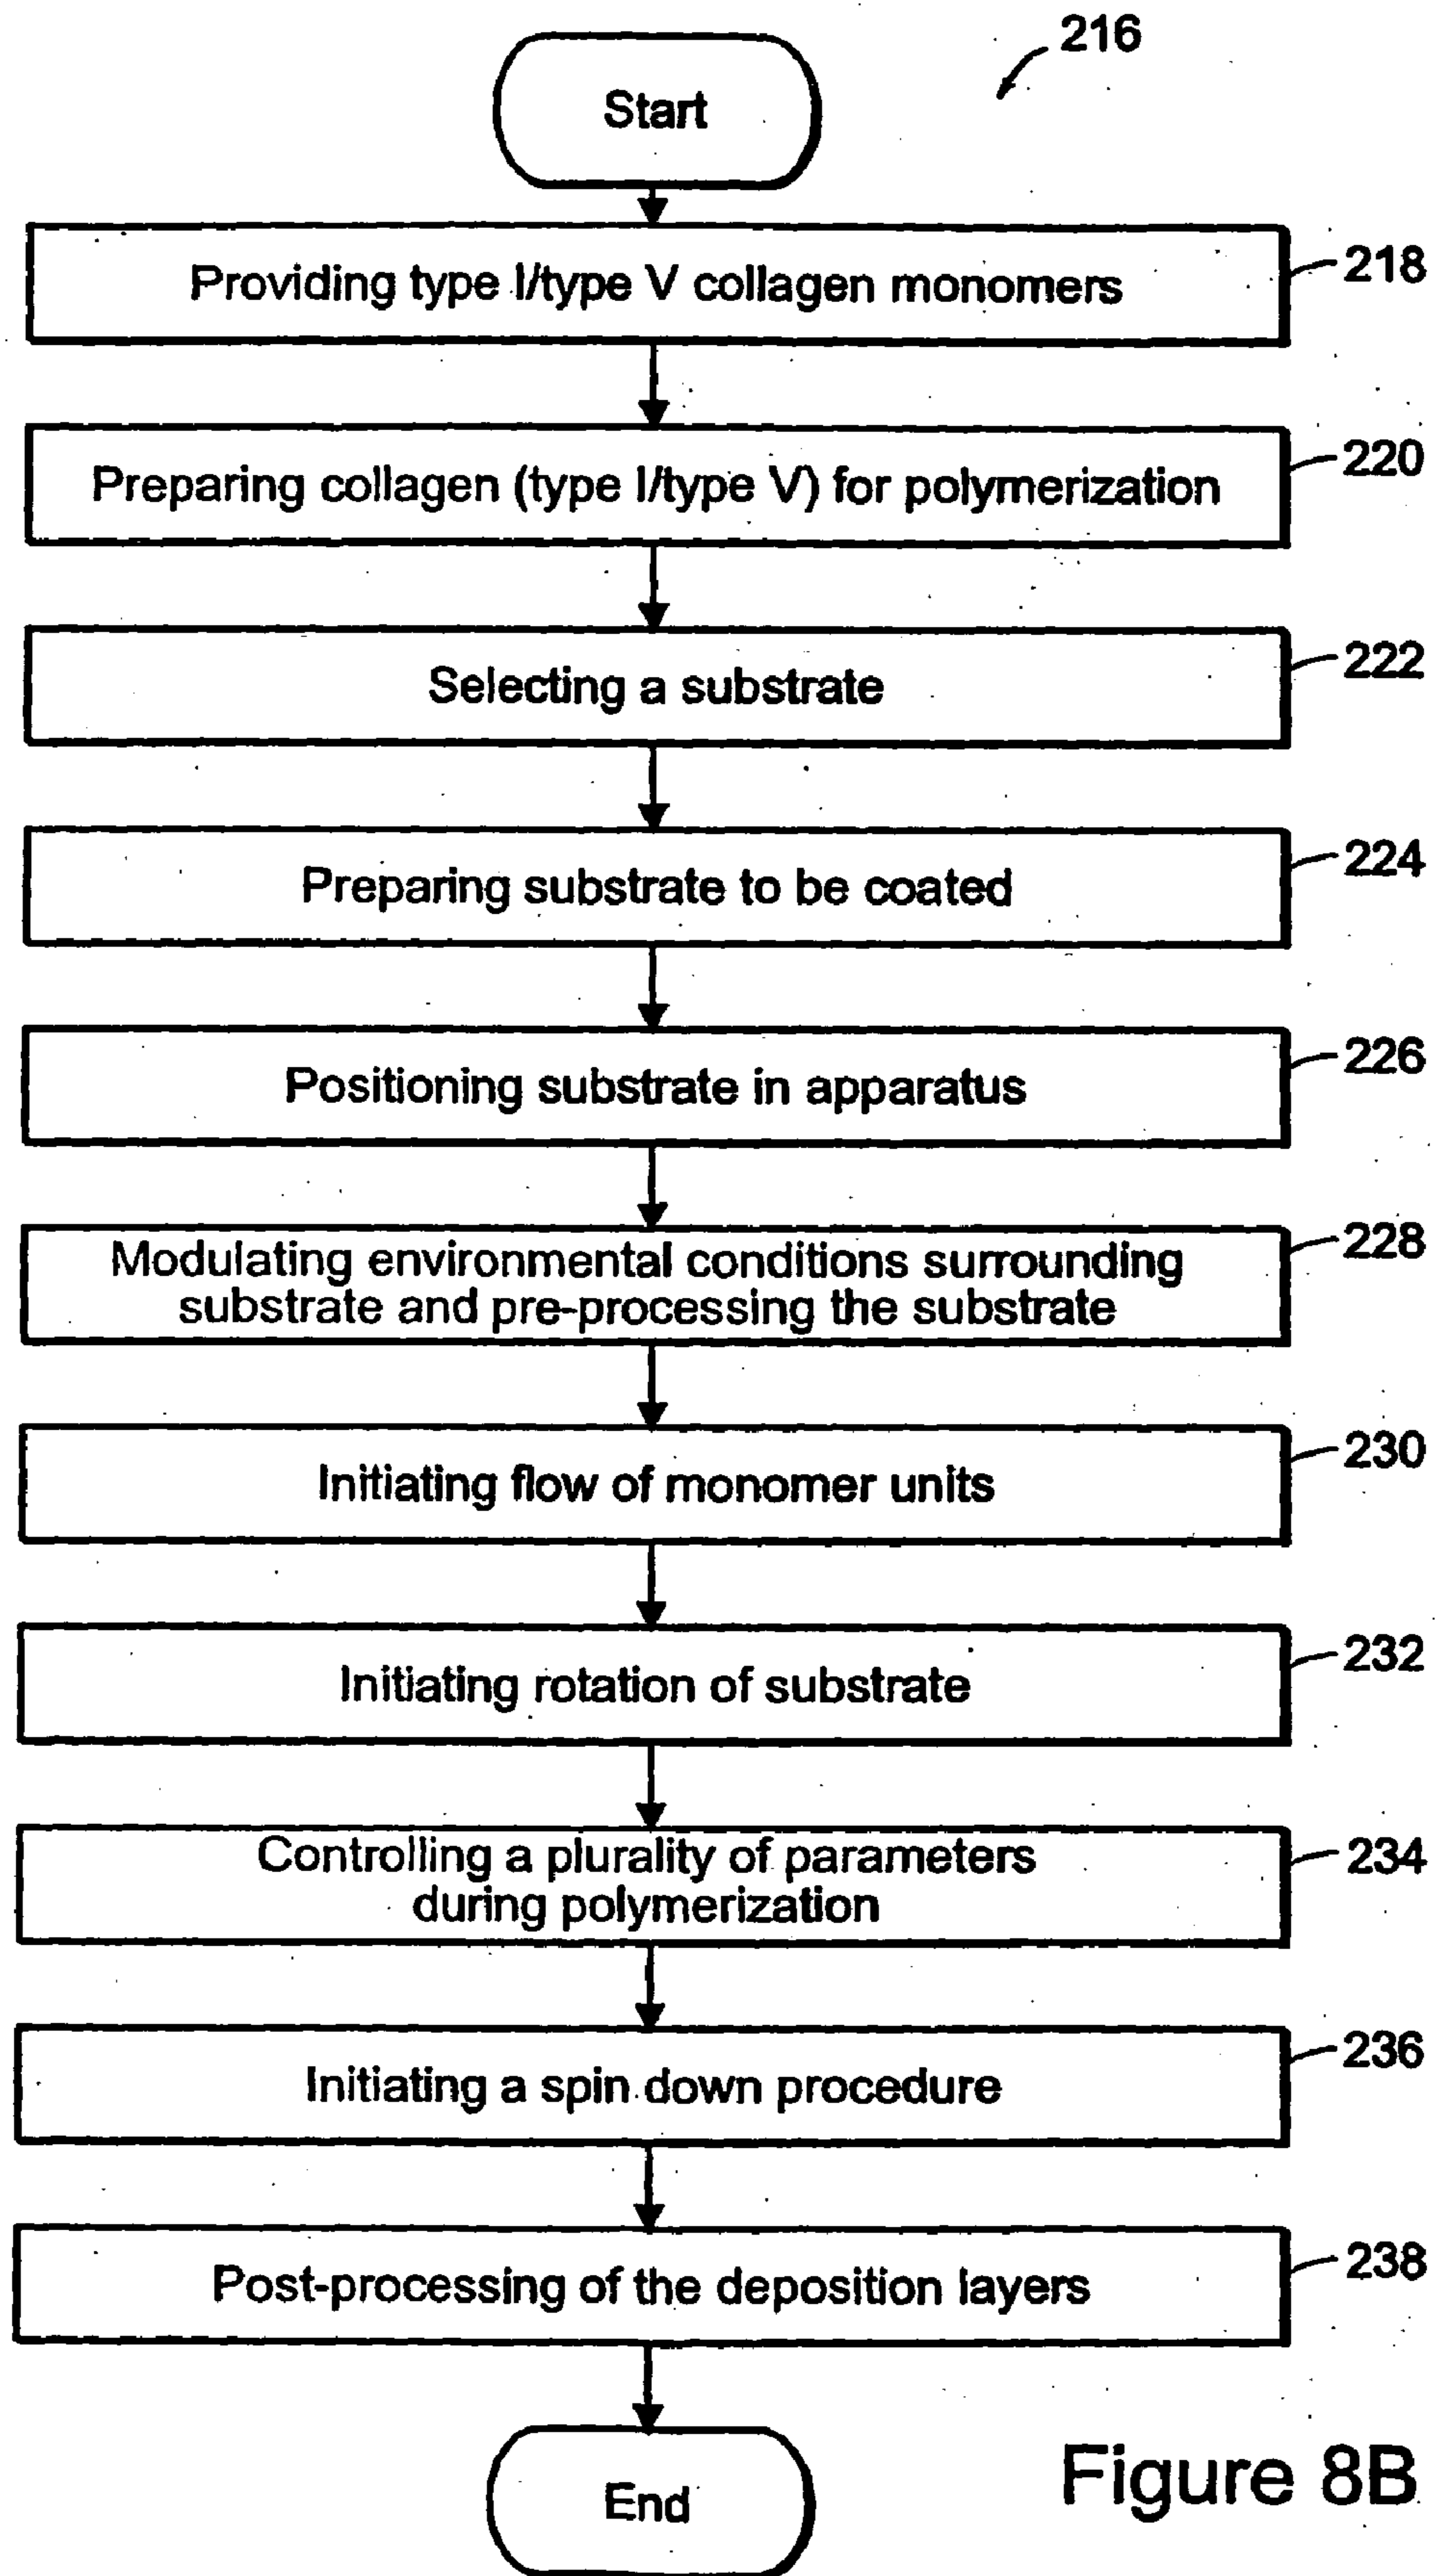 216
Start
Providing type I/type V collagen monomers
218
Preparing collagen (type I/type V) for polymerization
220
Selecting a substrate
222
Preparing substrate to be coated
224
Positioning substrate in apparatus
226
Modulating environmental conditions surrounding
substrate and pre-processing the substrate
228
Initiating flow of monomer units
230
Initiating rotation of substrate
232
Controlling a plurality of parameters
during polymerization
234
Initiating a spin down procedure
236
Post-processing of the deposition layers
238
End
Figure 8B